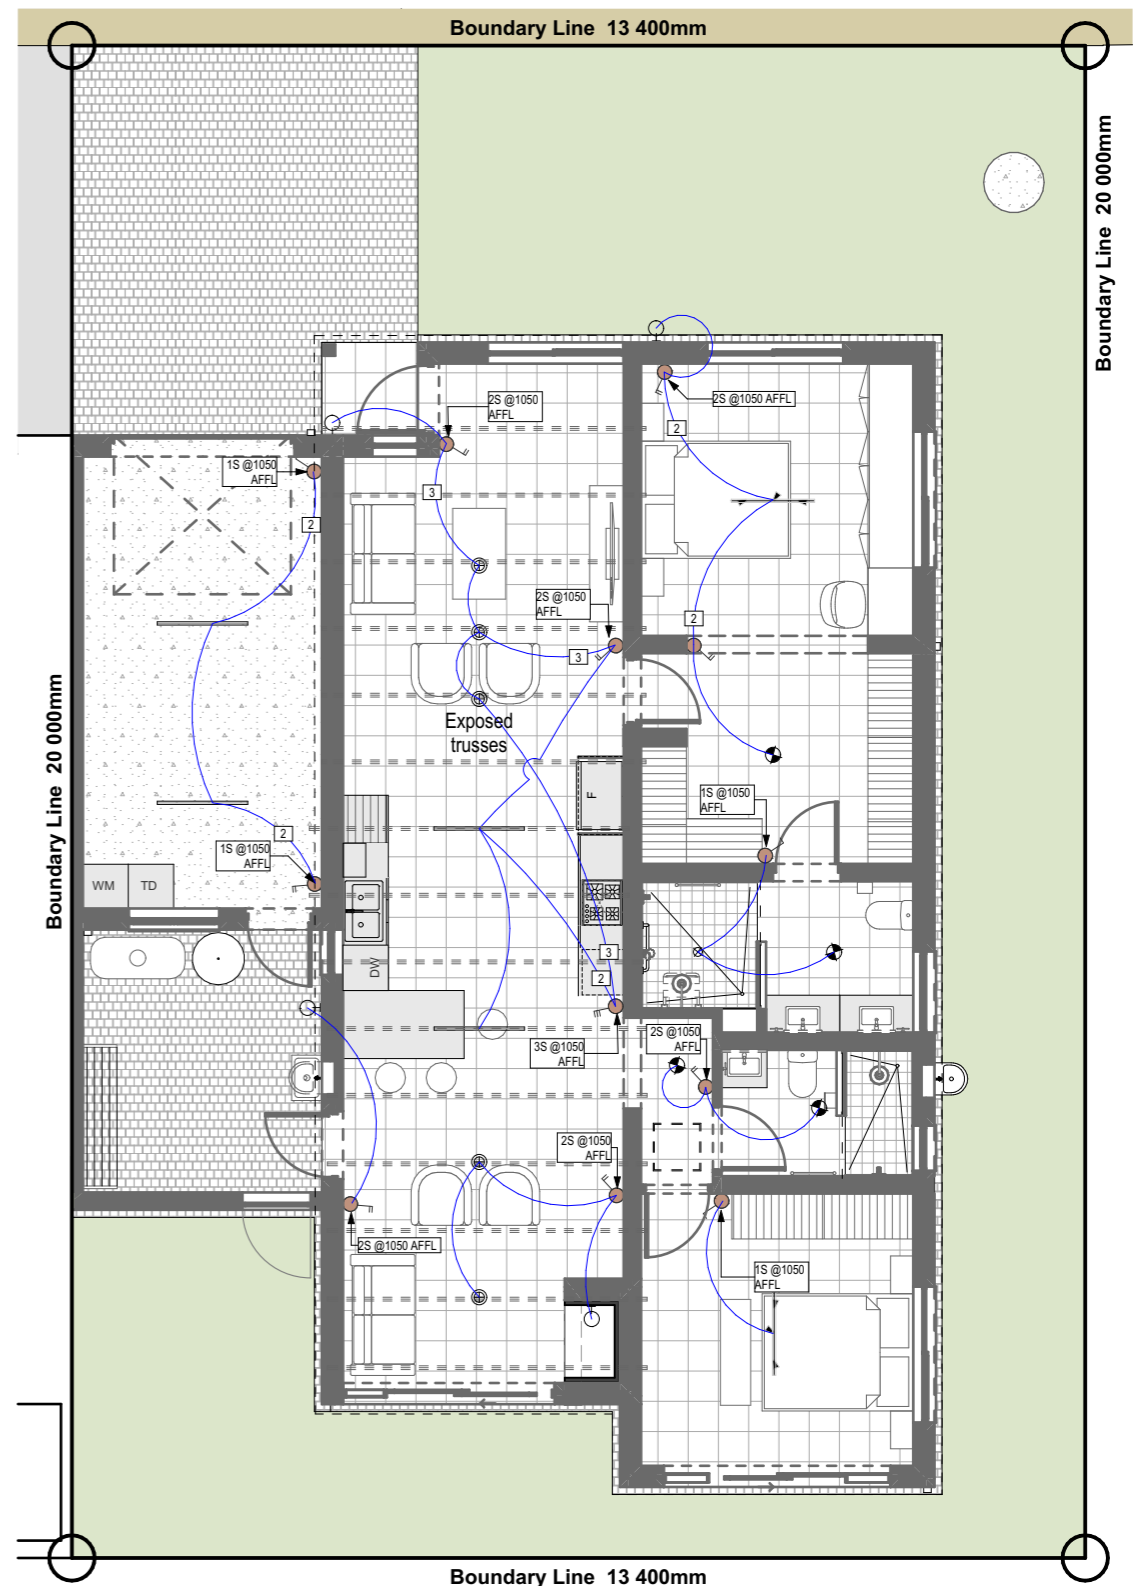 Boundary Line  13 400mm
Boundary Line  20 000mm
2S @1050
AFFL
2S @1050 AFFL
2
1S @1050
AFFL
3
2
2S @1050
AFFL
2
3
Exposed
trusses
F
1S @1050
AFFL
2
1S @1050
AFFL
WM
TD
Boundary Line  20 000mm
DW
3
2
3S @1050
AFFL
2S @1050
AFFL
2S @1050
AFFL
2S @1050 AFFL
1S @1050
AFFL
Boundary Line  13 400mm